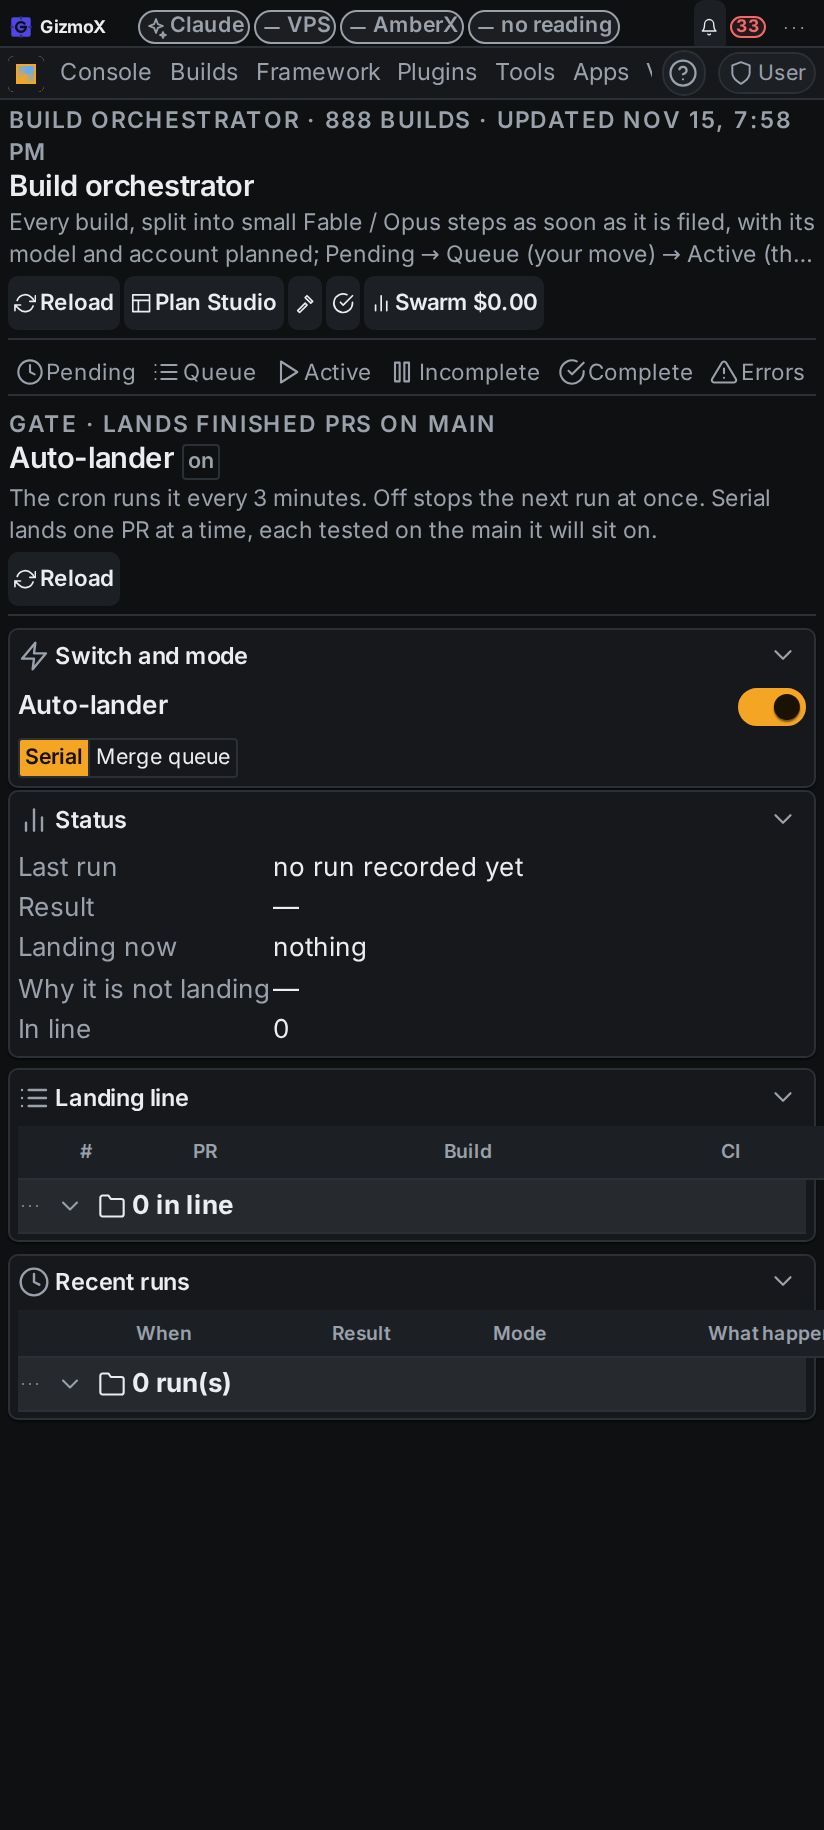 GizmoX Claude — VPS — AmberX — no reading 33 ...
Console Builds Framework Plugins Tools Apps User
BUILD ORCHESTRATOR · 888 BUILDS · UPDATED NOV 15, 7:58
PM
Build orchestrator
Every build, split into small Fable / Opus steps as soon as it is filed, with its
model and account planned; Pending → Queue (your move) → Active (th...
Reload Plan Studio Swarm $0.00
Pending Queue Active Incomplete Complete Errors
GATE · LANDS FINISHED PRS ON MAIN
Auto-lander on
The cron runs it every 3 minutes. Off stops the next run at once. Serial
lands one PR at a time, each tested on the main it will sit on.
Reload
Switch and mode
Auto-lander
Serial Merge queue
Status
Last run no run recorded yet
Result —
Landing now nothing
Why it is not landing —
In line 0
Landing line
# PR Build CI
... 0 in line
Recent runs
When Result Mode What happe
... 0 run(s)